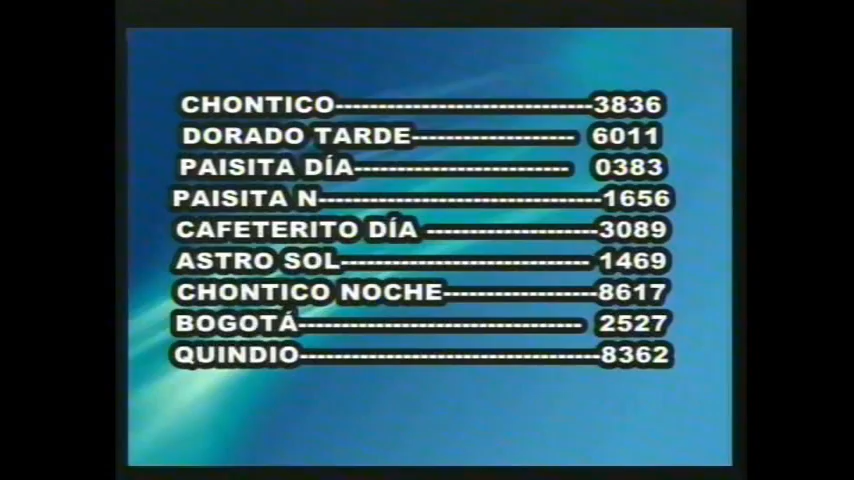 CHONTICO------------------------------3836
DORADO TARDE------------------- 6011
PAISITA DÍA------------------------- 0383
PAISITA N---------------------------------1656
CAFETERITO DÍA --------------------3089
ASTRO SOL----------------------------- 1469
CHONTICO NOCHE------------------8617
BOGOTÁ--------------------------------- 2527
QUINDIO-----------------------------------8362